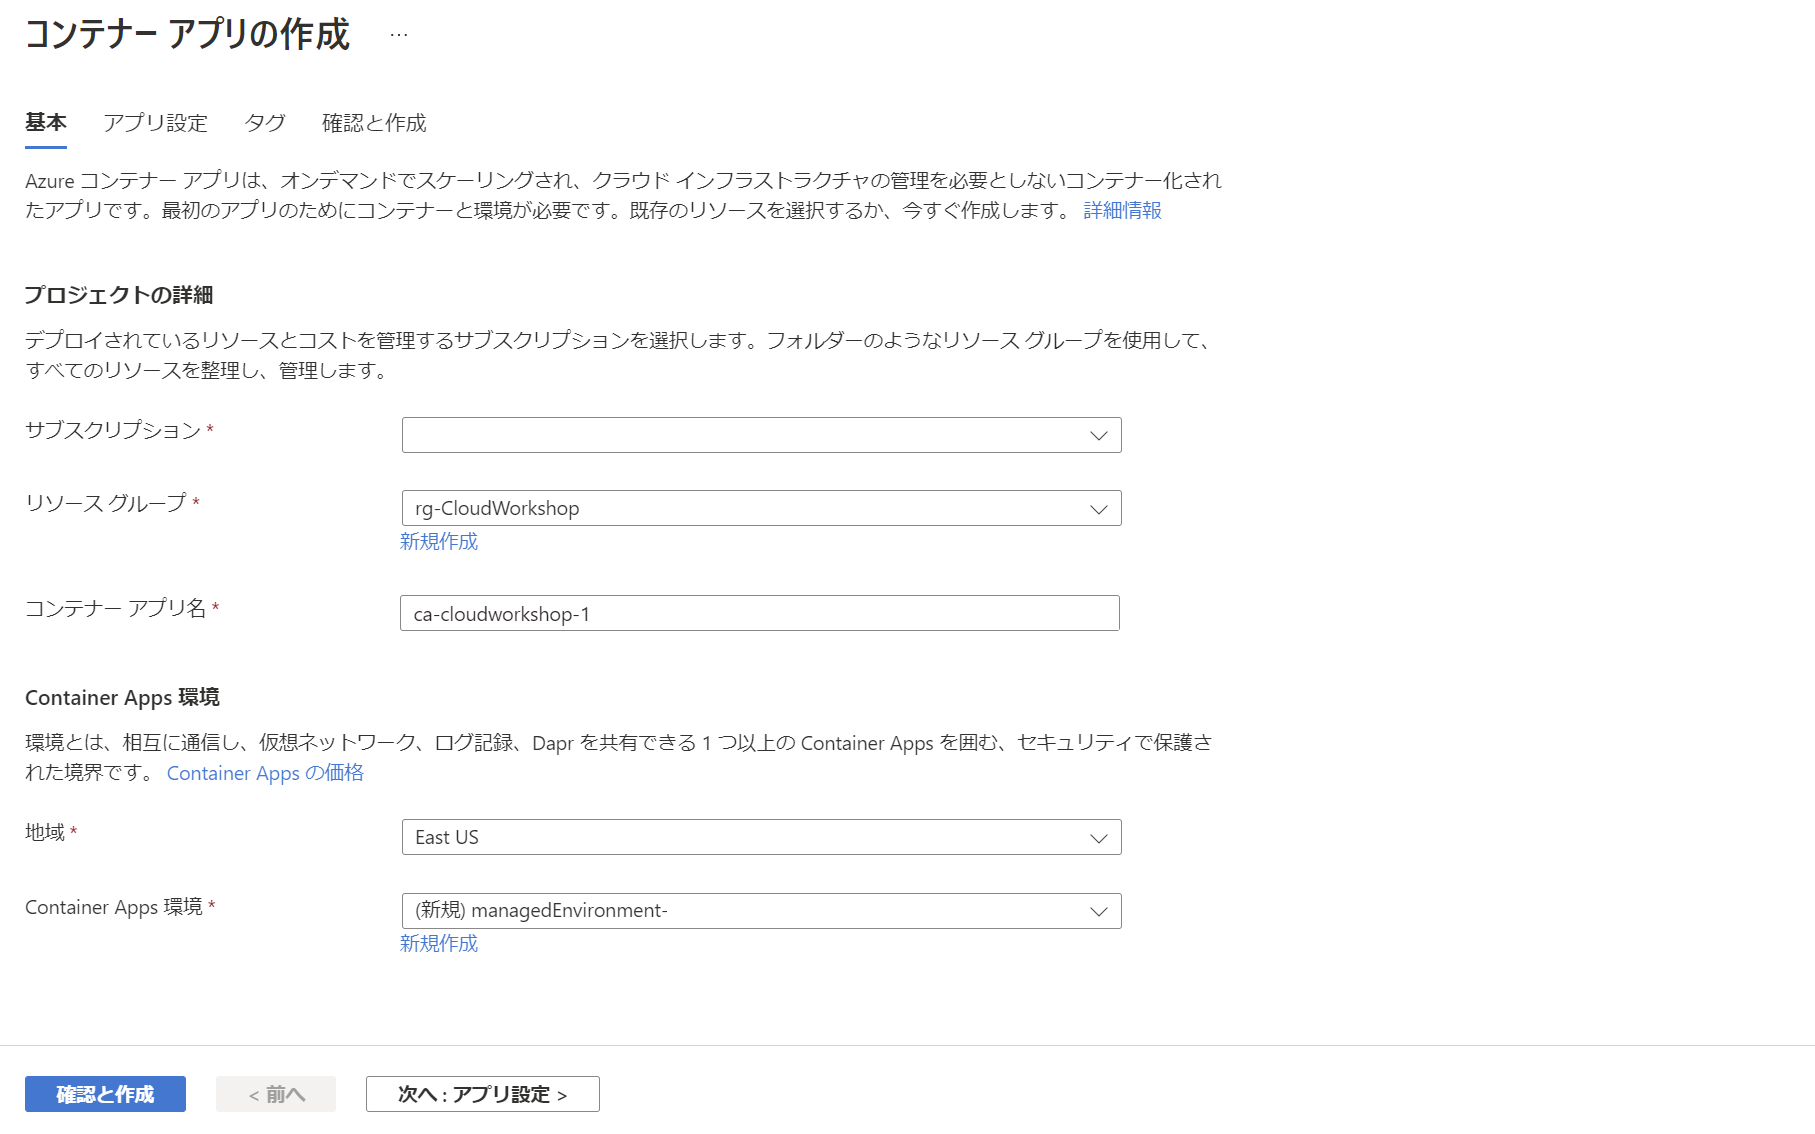 コンテナー アプリの作成 …
基本 アプリ設定 タグ 確認と作成
Azure コンテナー アプリは、オンデマンドでスケーリングされ、クラウド インフラストラクチャの管理を必要としないコンテナー化され
たアプリです。最初のアプリのためにコンテナーと環境が必要です。既存のリソースを選択するか、今すぐ作成します。 詳細情報
プロジェクトの詳細
デプロイされているリソースとコストを管理するサブスクリプションを選択します。フォルダーのようなリソース グループを使用して、
すべてのリソースを整理し、管理します。
サブスクリプション *
リソース グループ * rg-CloudWorkshop
新規作成
コンテナー アプリ名 * ca-cloudworkshop-1
Container Apps 環境
環境とは、相互に通信し、仮想ネットワーク、ログ記録、Dapr を共有できる 1 つ以上の Container Apps を囲む、セキュリティで保護さ
れた境界です。 Container Apps の価格
地域 * East US
Container Apps 環境 * (新規) managedEnvironment-
新規作成
確認と作成 < 前へ 次へ : アプリ設定 >